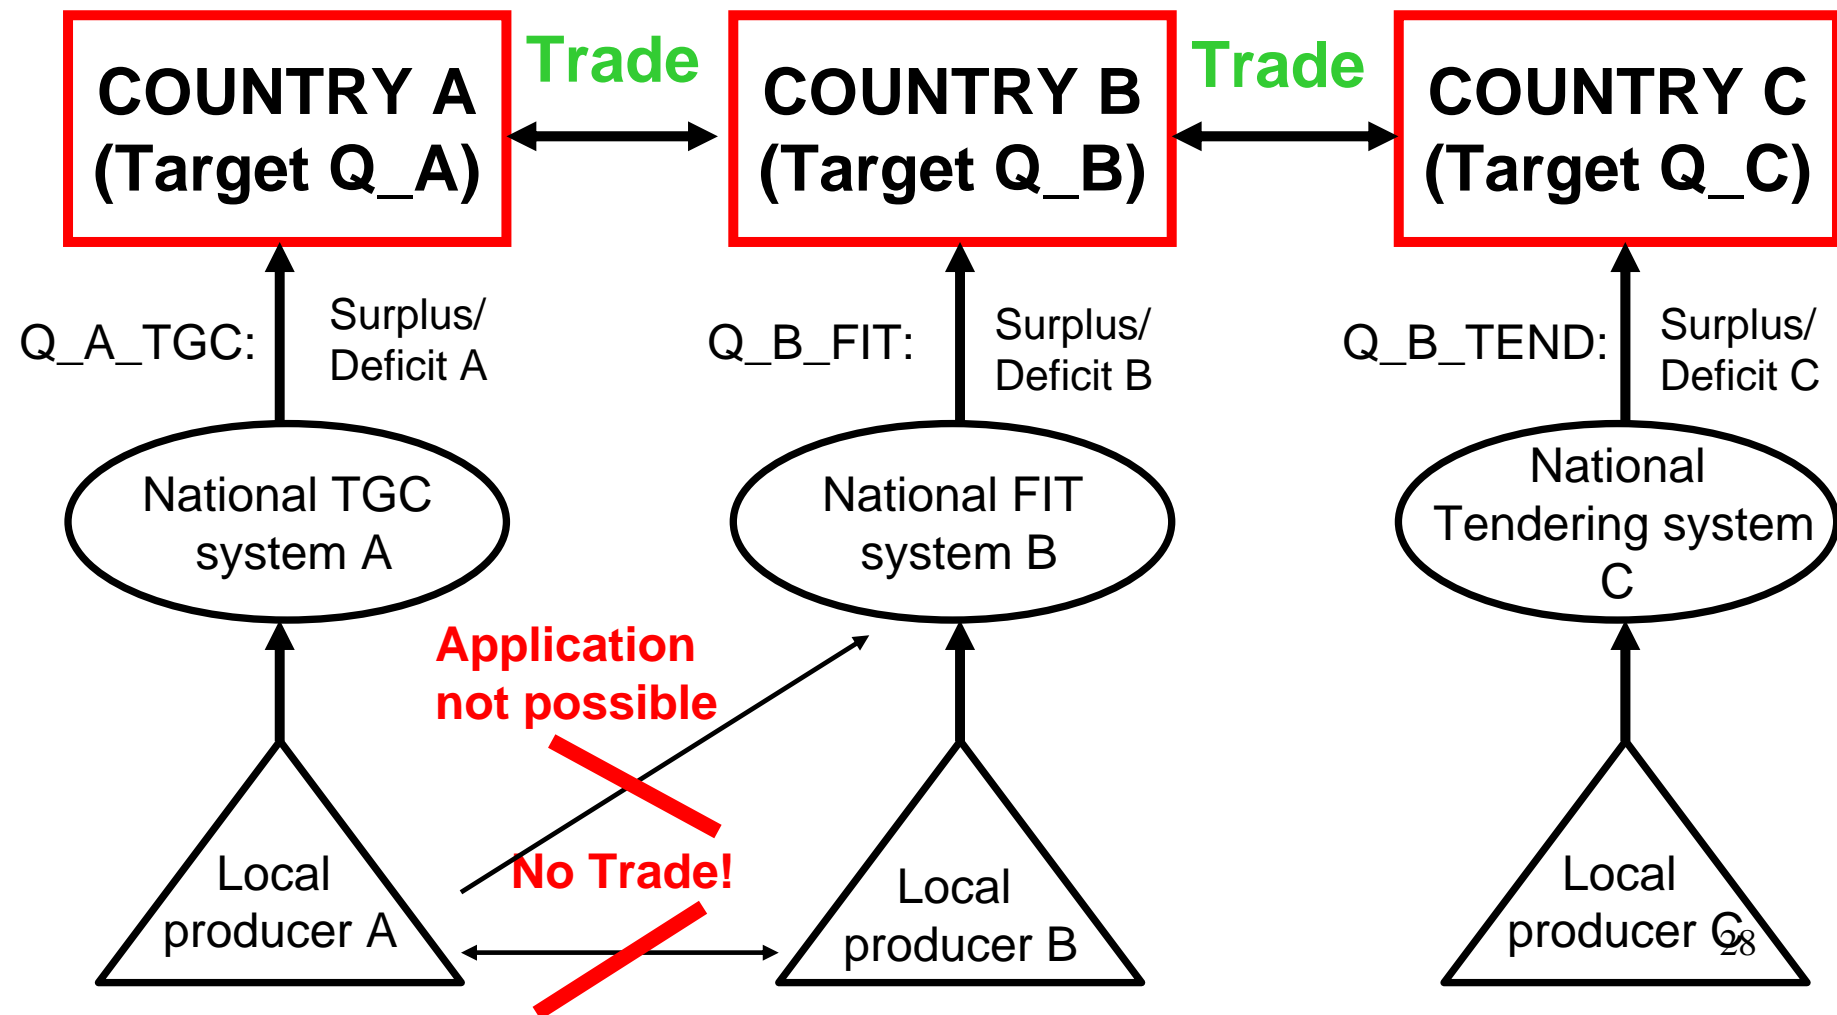 COUNTRY A
(Target Q_A)
Trade
COUNTRY B
(Target Q_B)
Trade
COUNTRY C
(Target Q_C)
Q_A_TGC:
Surplus/
Deficit A
Q_B_FIT:
Surplus/
Deficit B
Q_B_TEND:
Surplus/
Deficit C
National TGC
system A
National FIT
system B
National
Tendering system
C
Application
not possible
No Trade!
Local
producer A
Local
producer B
Local
producer C
28